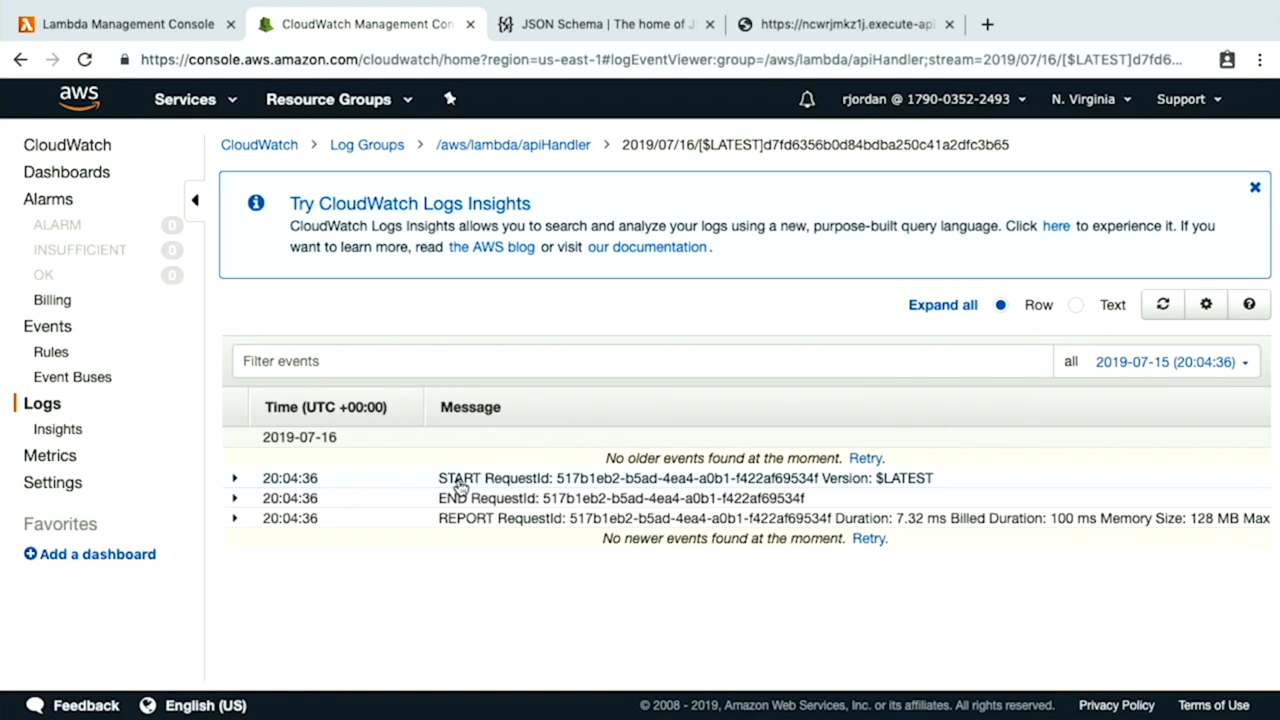 Lambda Management Console
CloudWatch Management Con
JSON Schema | The home of J
https://ncwrjmkz1j.execute-api
https://console.aws.amazon.com/cloudwatch/home?region=us-east-1#logEventViewer:group=/aws/lambda/apiHandler;stream=2019/07/16/[$LATEST]d7fd6...
aws Services Resource Groups rjordan @ 1790-0352-2493 N. Virginia Support
CloudWatch
Dashboards
Alarms
ALARM 0
INSUFFICIENT 0
OK 0
Billing
Events
Rules
Event Buses
Logs
Insights
Metrics
Settings
Favorites
Add a dashboard
CloudWatch > Log Groups > /aws/lambda/apiHandler > 2019/07/16/[$LATEST]d7fd6356b0d84bdba250c41a2dfc3b65
Try CloudWatch Logs Insights
CloudWatch Logs Insights allows you to search and analyze your logs using a new, purpose-built query language. Click here to experience it. If you
want to learn more, read the AWS blog or visit our documentation.
Expand all Row Text
Filter events all 2019-07-15 (20:04:36)
Time (UTC +00:00) Message
2019-07-16
No older events found at the moment. Retry.
20:04:36 START RequestId: 517b1eb2-b5ad-4ea4-a0b1-f422af69534f Version: $LATEST
20:04:36 END RequestId: 517b1eb2-b5ad-4ea4-a0b1-f422af69534f
20:04:36 REPORT RequestId: 517b1eb2-b5ad-4ea4-a0b1-f422af69534f Duration: 7.32 ms Billed Duration: 100 ms Memory Size: 128 MB Max
No newer events found at the moment. Retry.
Feedback English (US) © 2008 - 2019, Amazon Web Services, Inc. or its affiliates. All rights reserved. Privacy Policy Terms of Use